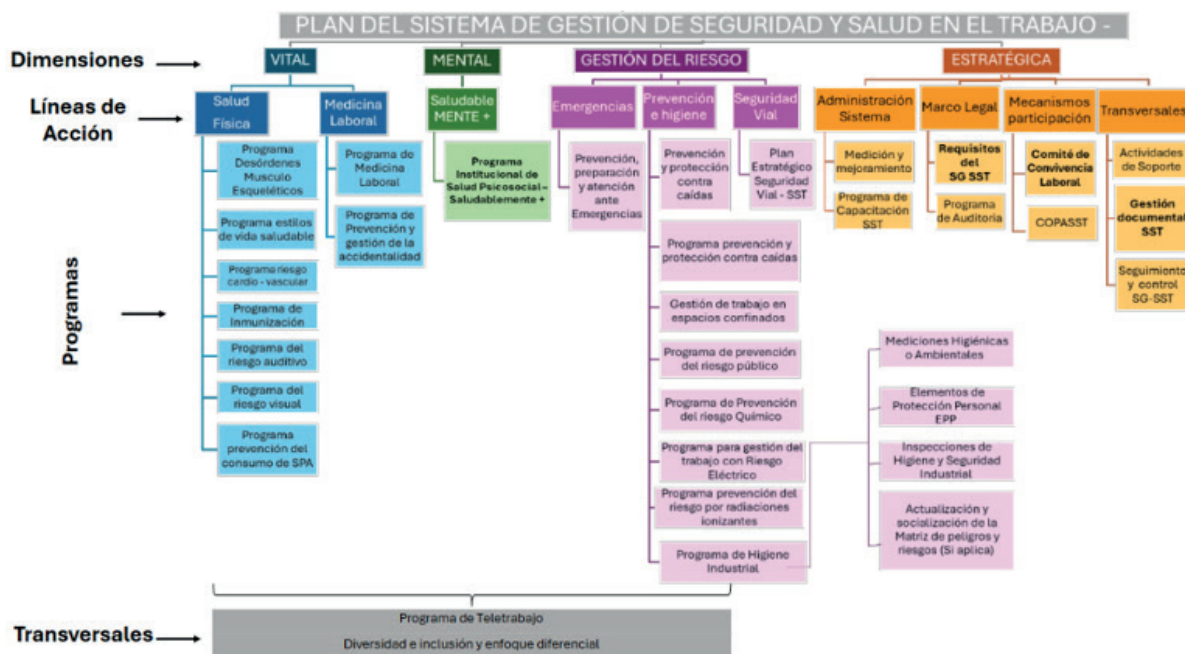 PLAN DEL SISTEMA DE GESTIÓN DE SEGURIDAD Y SALUD EN EL TRABAJO -
Dimensiones
VITAL
MENTAL
GESTIÓN DEL RIESGO
ESTRATÉGICA
Líneas de
Acción
Salud
Física
Medicina
Laboral
Saludable
MENTE +
Emergencias
Prevención
e higiene
Seguridad
Vial
Administración
Sistema
Marco Legal
Mecanismos
participación
Transversales
Programas
Programa
Desórdenes
Musculo
Esqueléticos
Programa estilos
de vida saludable
Programa riesgo
cardio - vascular
Programa de
Inmunización
Programa del
riesgo auditivo
Programa del
riesgo visual
Programa
prevención del
consumo de SPA
Programa de
Medicina
Laboral
Programa de
Prevención y
gestión de la
accidentalidad
Programa
Institucional de
Salud Psicosocial –
Saludablemente +
Prevención,
preparación y
atención ante
Emergencias
Prevención y
protección contra
caídas
Programa prevención y
protección contra caídas
Gestión de trabajo en
espacios confinados
Programa de prevención
del riesgo público
Programa de Prevención
del riesgo Químico
Programa para gestión del
trabajo con Riesgo
Eléctrico
Programa prevención del
riesgo por radiaciones
ionizantes
Programa de Higiene
Industrial
Plan
Estratégico
Seguridad
Vial - SST
Mediciones Higiénicas
o Ambientales
Elementos de
Protección Personal
EPP
Inspecciones de
Higiene y Seguridad
Industrial
Actualización y
socialización de la
Matriz de peligros y
riesgos (Si aplica)
Medición y
mejoramiento
Programa de
Capacitación
SST
Requisitos
del
SG SST
Programa
de Auditoria
Comité de
Convivencia
Laboral
COPASST
Actividades
de Soporte
Gestión
documental
SST
Seguimiento
y control
SG-SST
Transversales
Programa de Teletrabajo
Diversidad e inclusión y enfoque diferencial